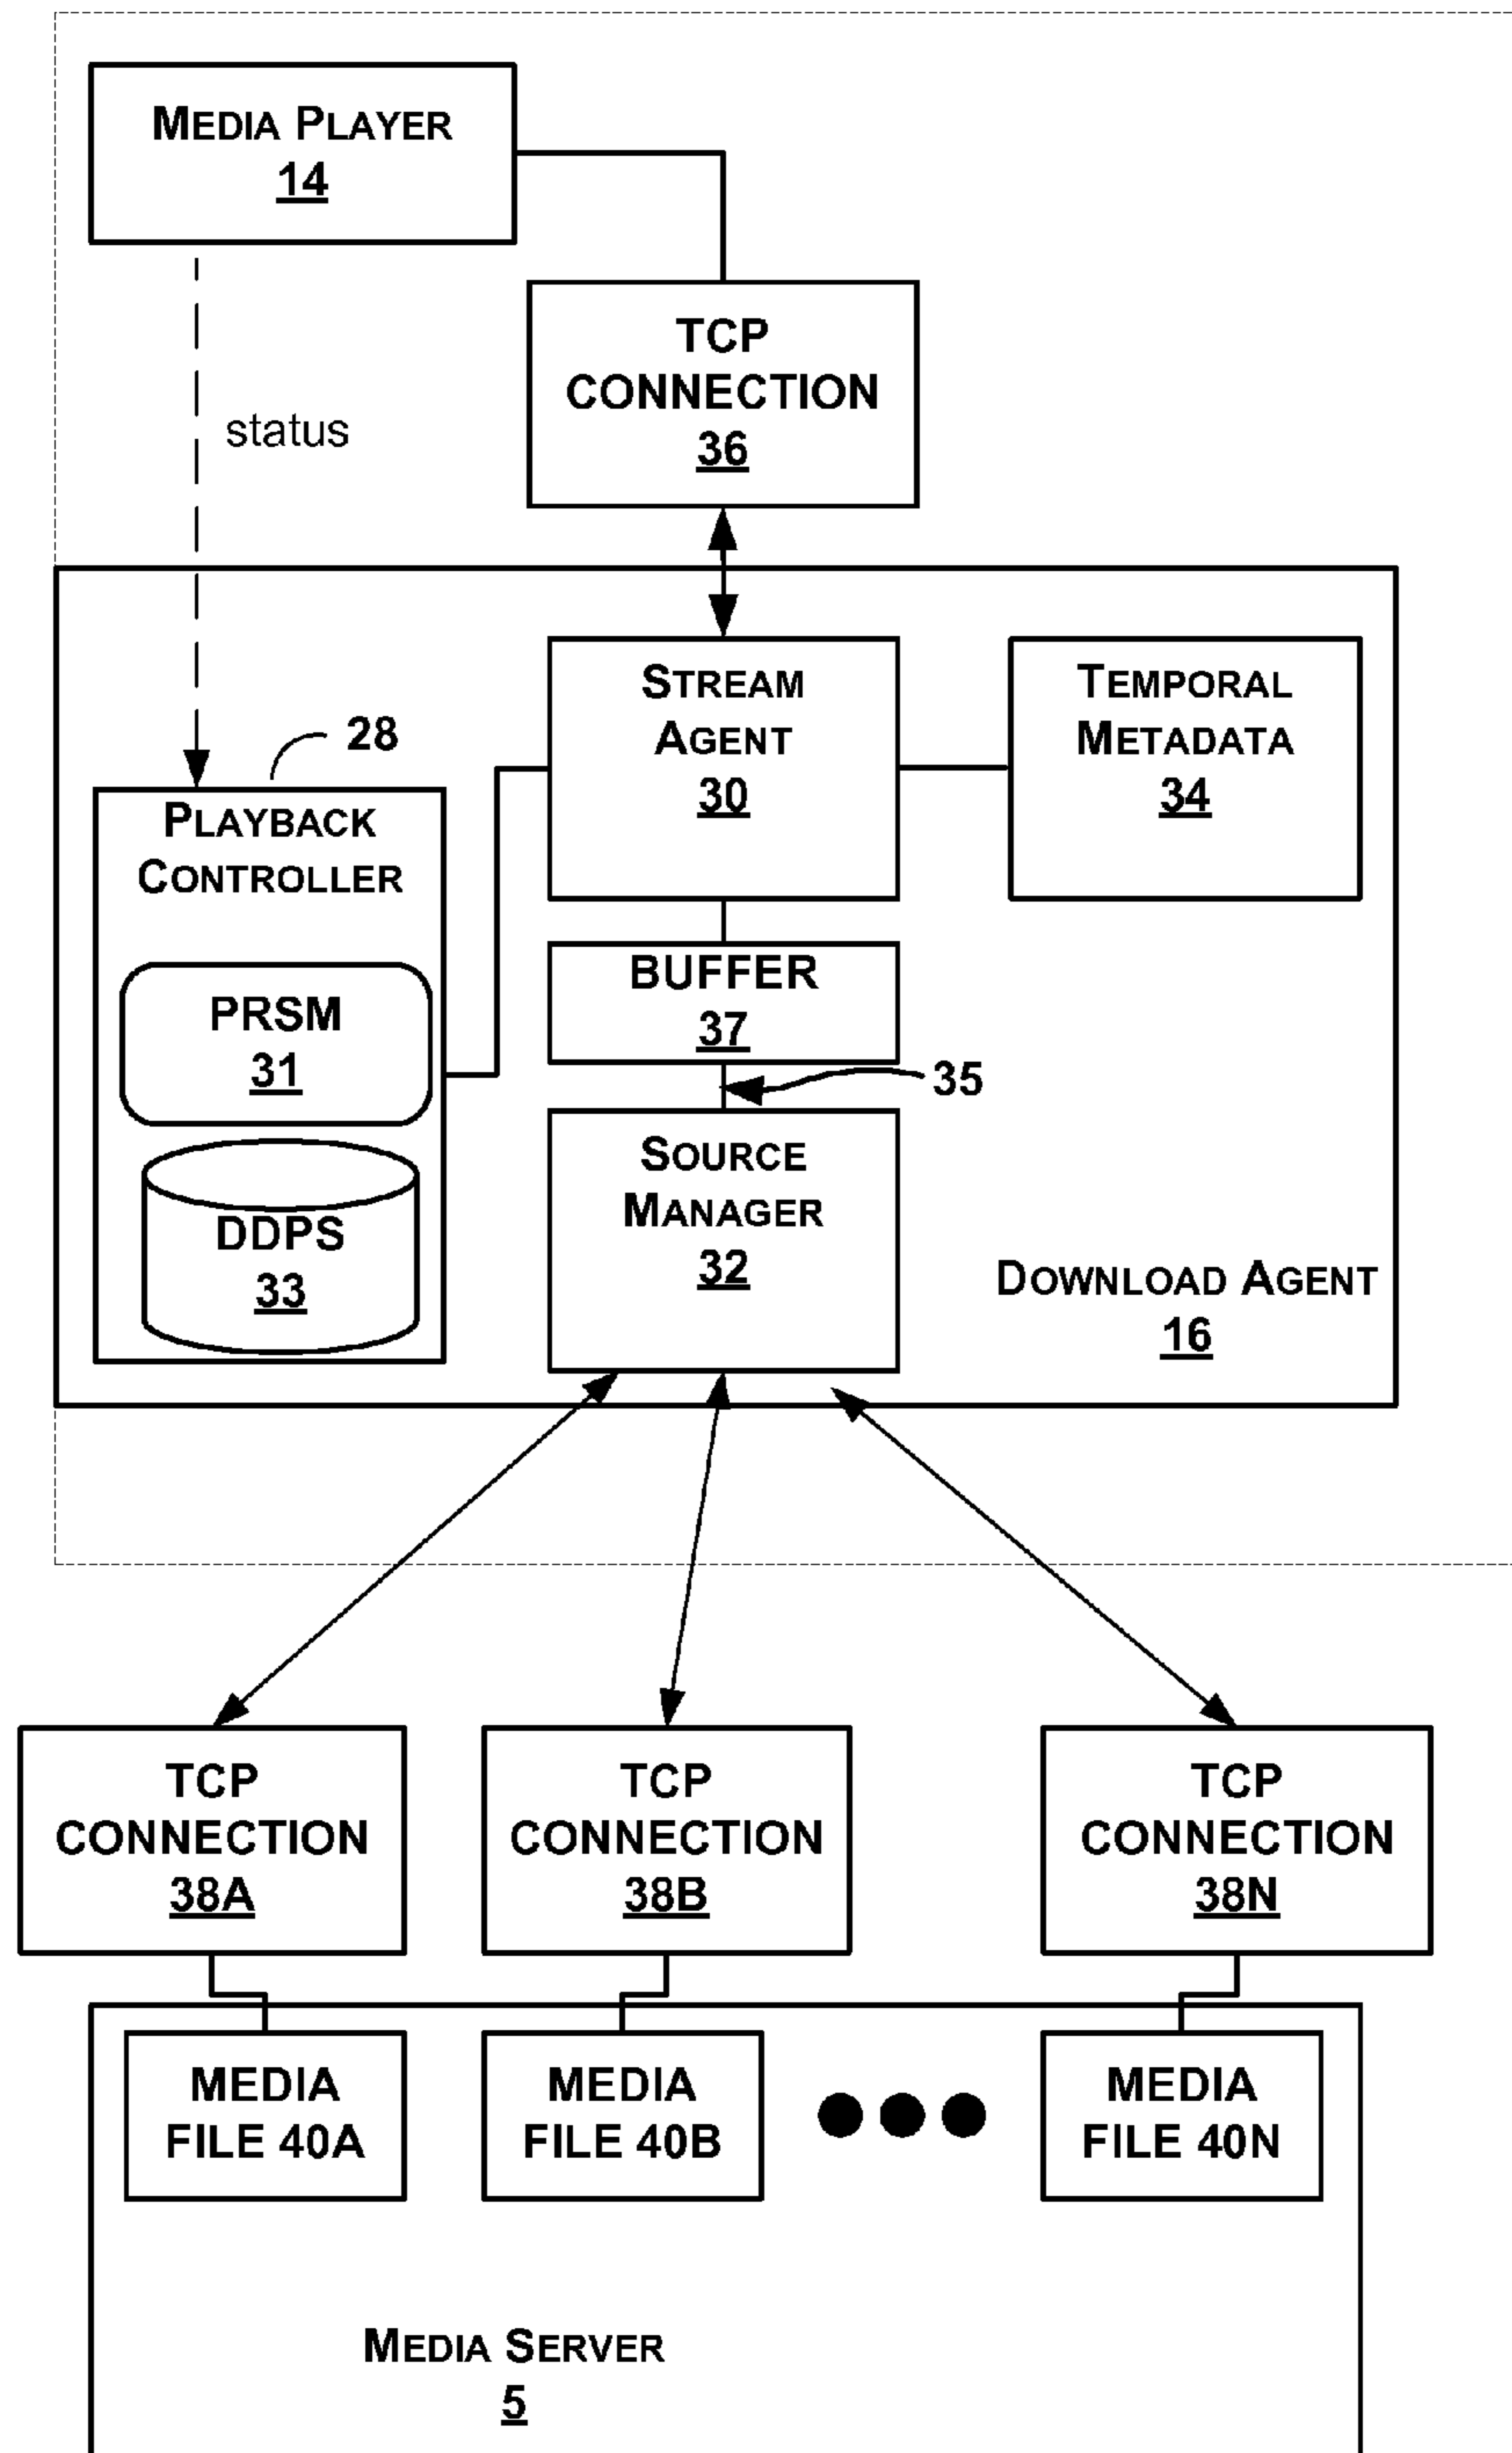 MEDIA PLAYER
14
TCP
CONNECTION
36
status
STREAM
AGENT
30
TEMPORAL
METADATA
34
28
PLAYBACK
CONTROLLER
PRSM
31
DDPS
33
BUFFER
37
35
SOURCE
MANAGER
32
DOWNLOAD AGENT
16
TCP
CONNECTION
38A
TCP
CONNECTION
38B
TCP
CONNECTION
38N
MEDIA
FILE 40A
MEDIA
FILE 40B
MEDIA
FILE 40N
MEDIA SERVER
5